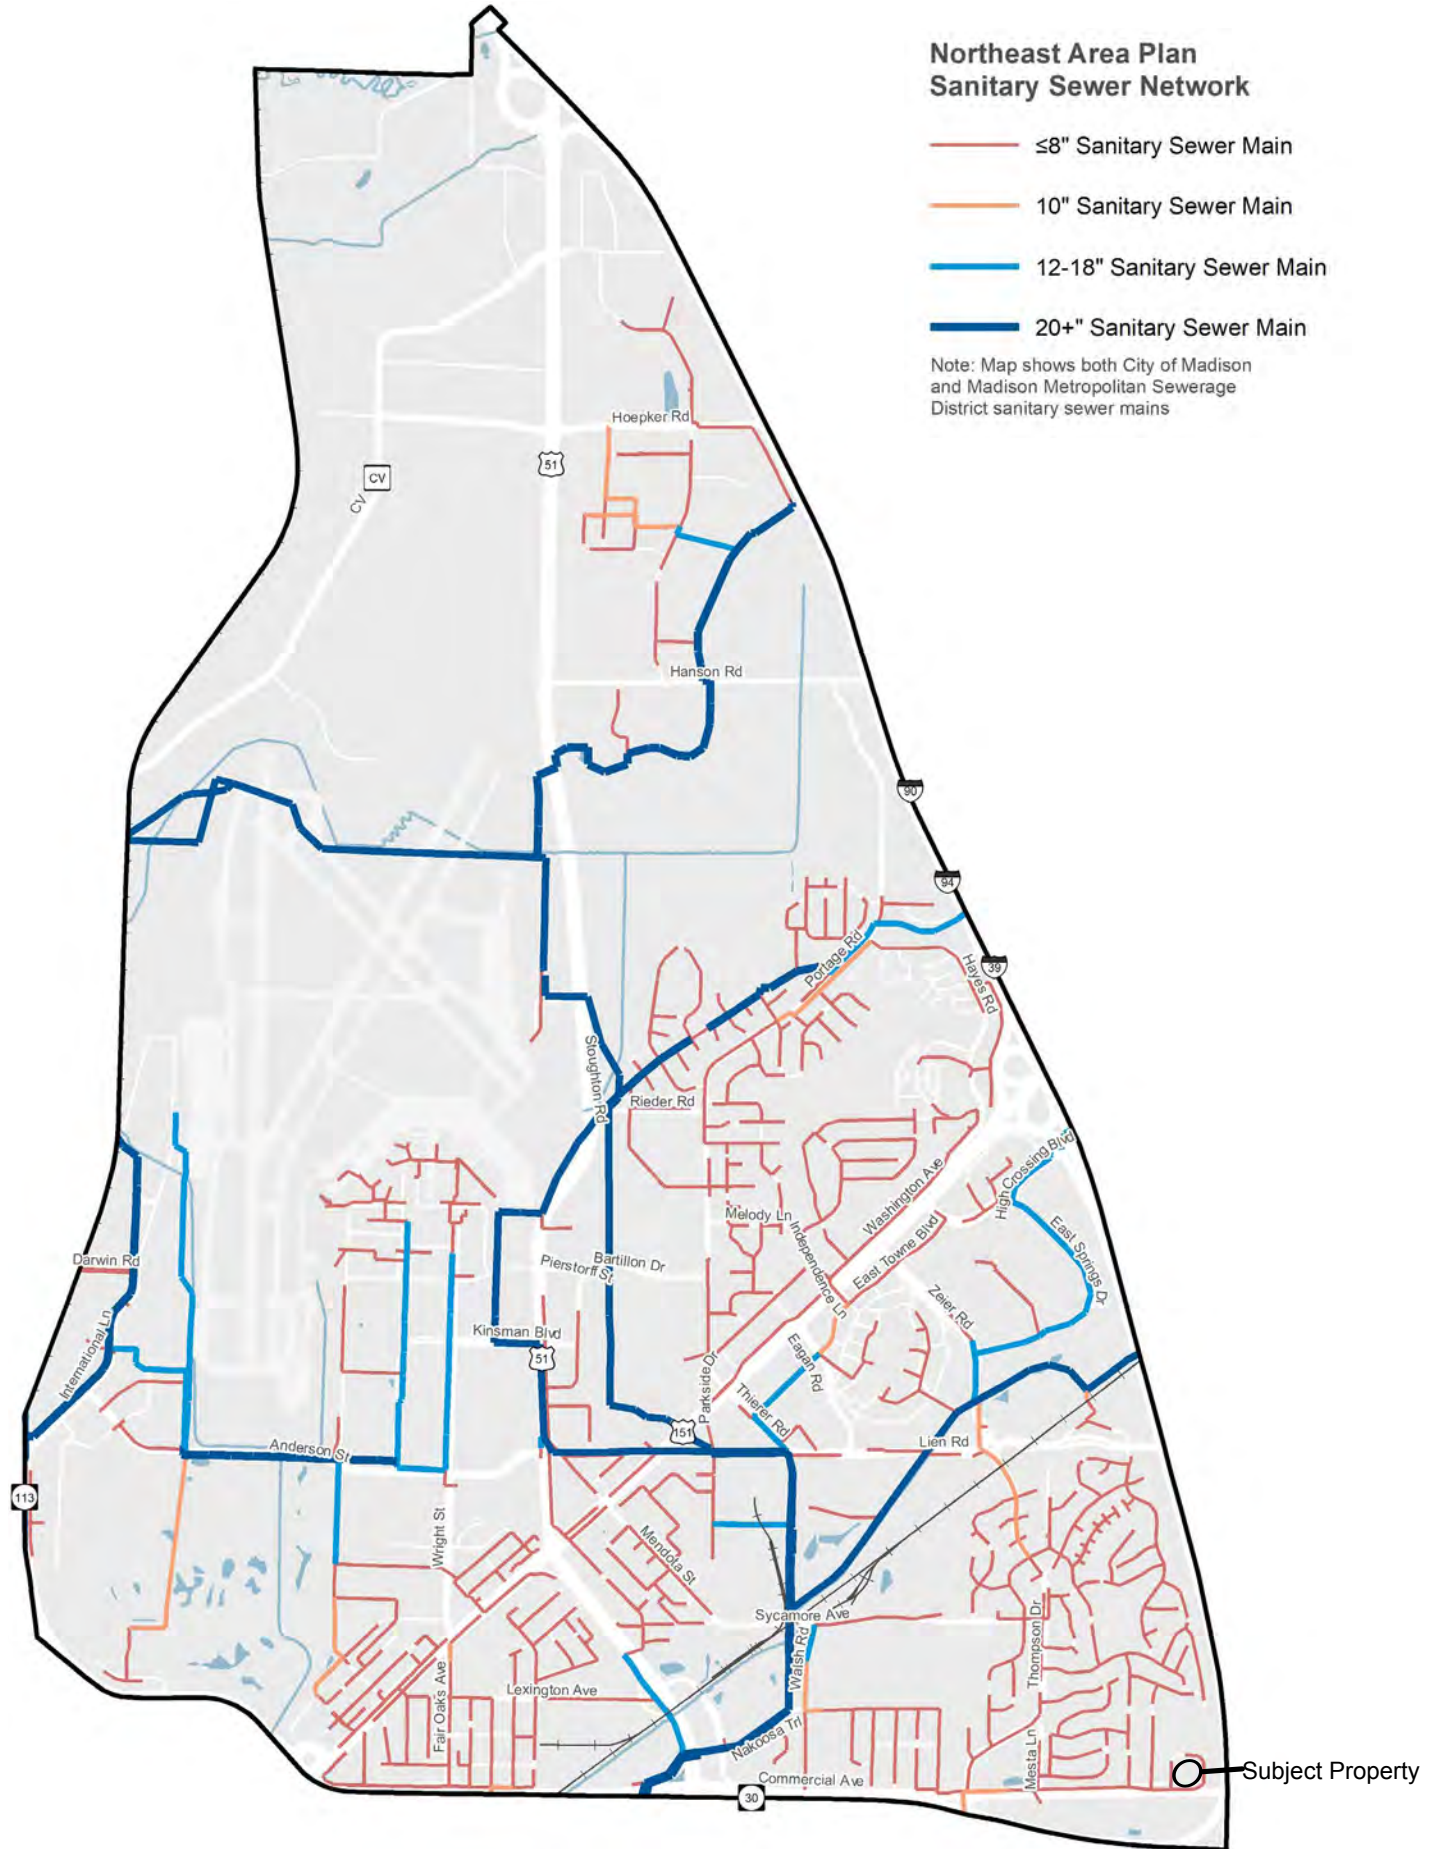 Northeast Area Plan
Sanitary Sewer Network
≤8" Sanitary Sewer Main
10" Sanitary Sewer Main
12-18" Sanitary Sewer Main
20+" Sanitary Sewer Main
Note: Map shows both City of Madison
and Madison Metropolitan Sewerage
District sanitary sewer mains
Hoepker Rd
51
CV
CV
Hanson Rd
90
94
39
Portage Rd
Hayes Rd
Stoughton Rd
Rieder Rd
High Crossing Blvd
Washington Ave
Melody Ln
Independence Ln
East Towne Blvd
East Springs Dr
Darwin Rd
Bartillon Dr
Pierstorff St
Zeier Rd
International Ln
Kinsman Blvd
51
Eagan Rd
Parkside Dr
Thierer Rd
151
Lien Rd
Anderson St
113
Wright St
Mendota St
Sycamore Ave
Walsh Rd
Thompson Dr
Fair Oaks Ave
Lexington Ave
Nakoosa Trl
Mesta Ln
Commercial Ave
Subject Property
30